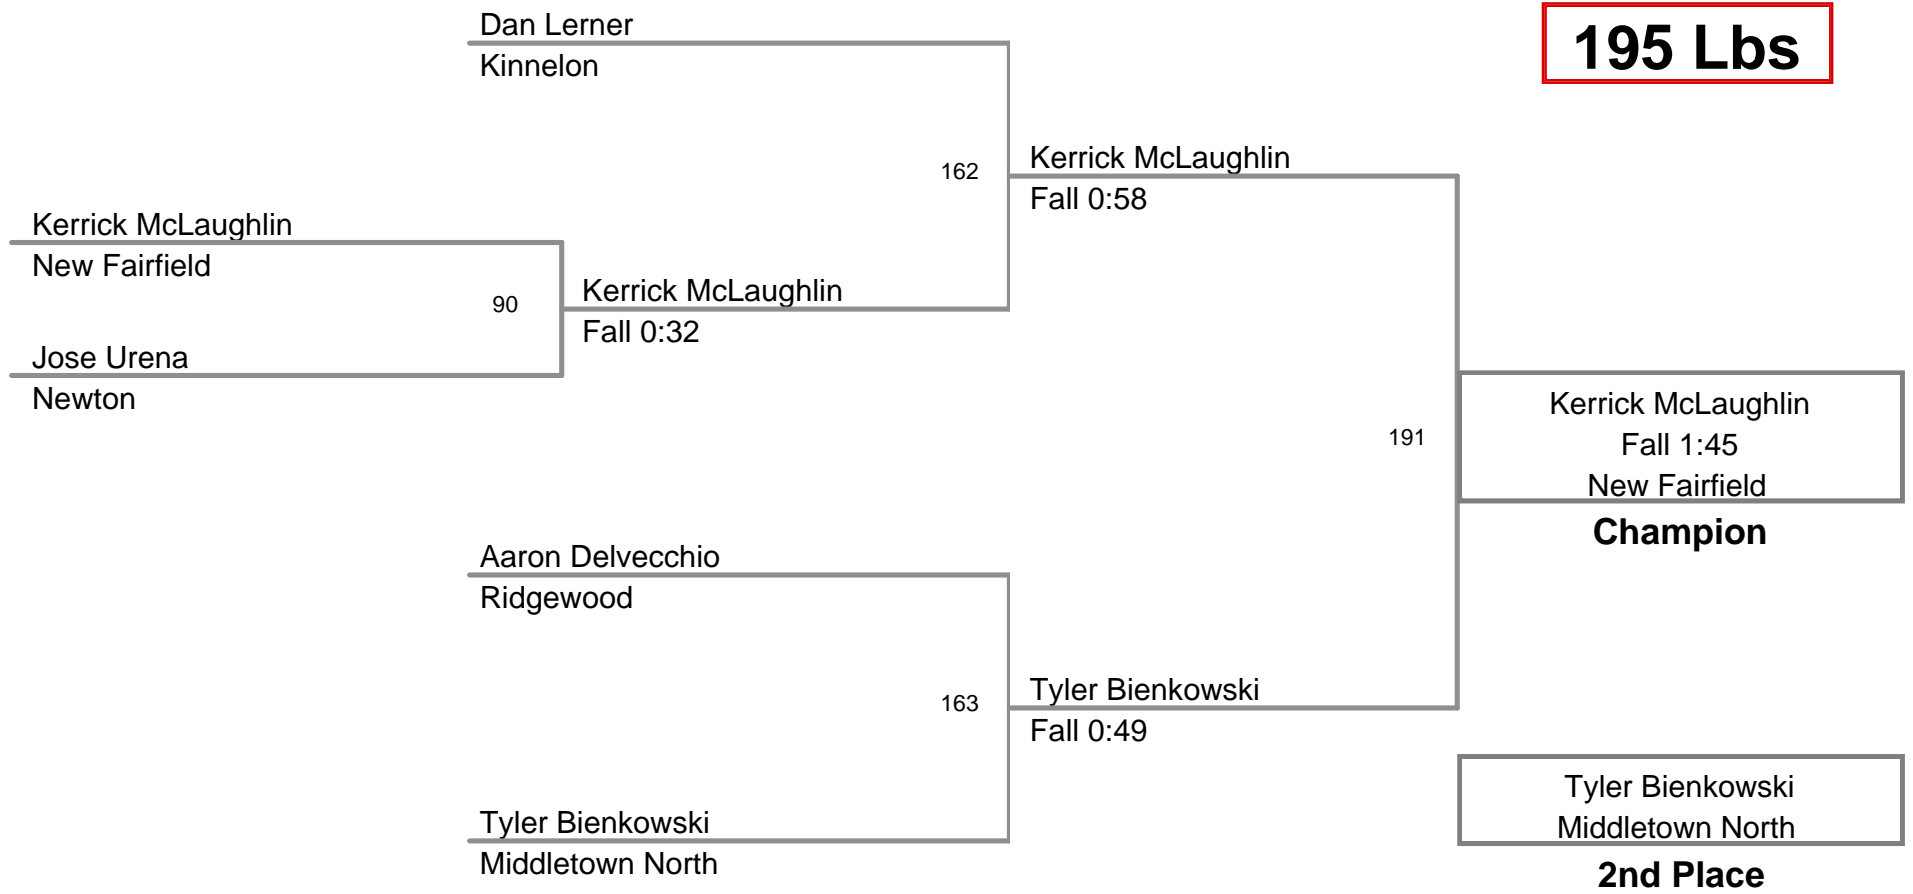 195 Lbs
Dan Lerner
Kinnelon
162
Kerrick McLaughlin
Fall 0:58
Kerrick McLaughlin
New Fairfield
90
Kerrick McLaughlin
Fall 0:32
Jose Urena
Newton
191
Kerrick McLaughlin
Fall 1:45
New Fairfield
Champion
Aaron Delvecchio
Ridgewood
163
Tyler Bienkowski
Fall 0:49
Tyler Bienkowski
Middletown North
Tyler Bienkowski
Middletown North
2nd Place